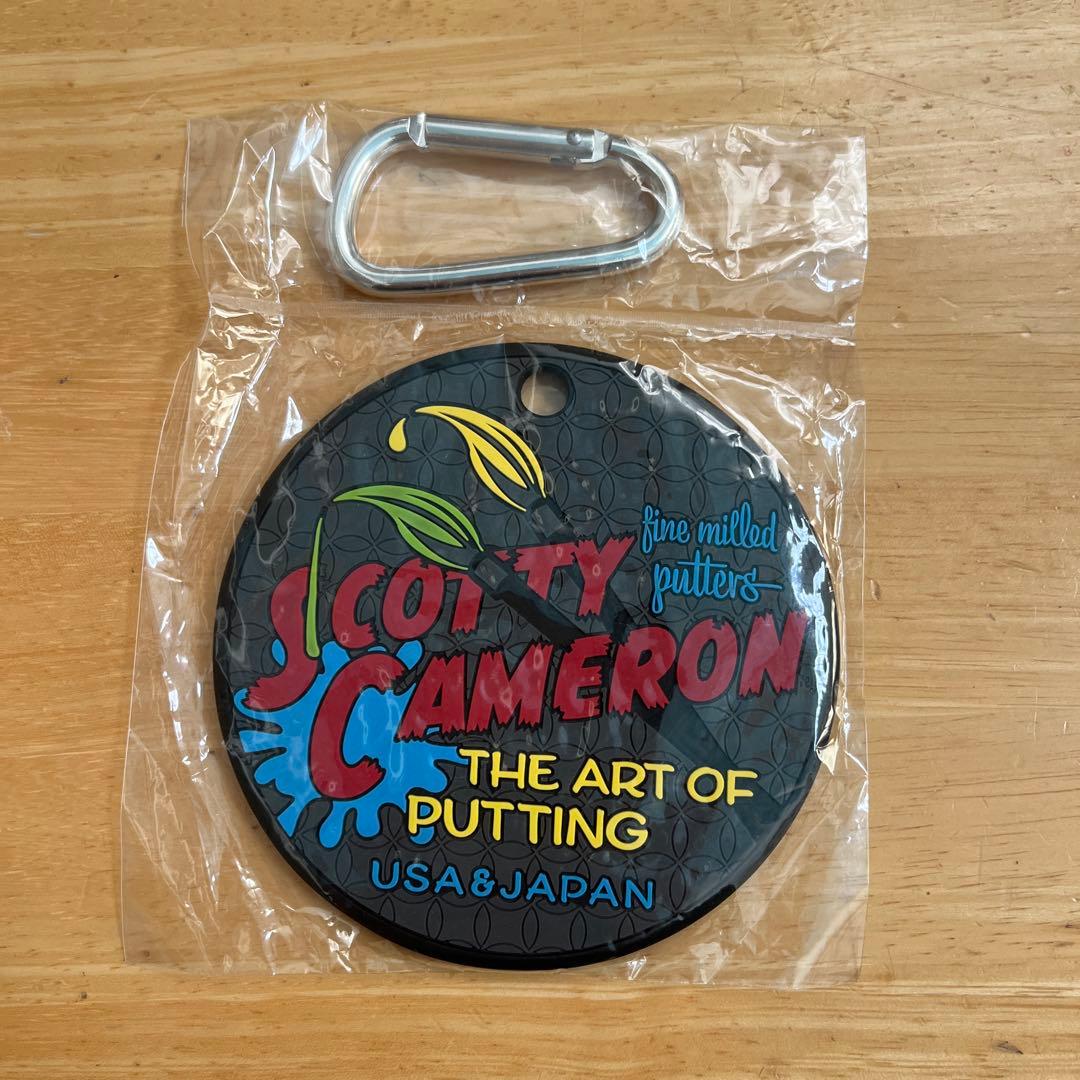 fine milled
putters
SCOTTY
CAMERON
THE ART OF
PUTTING
USA&JAPAN